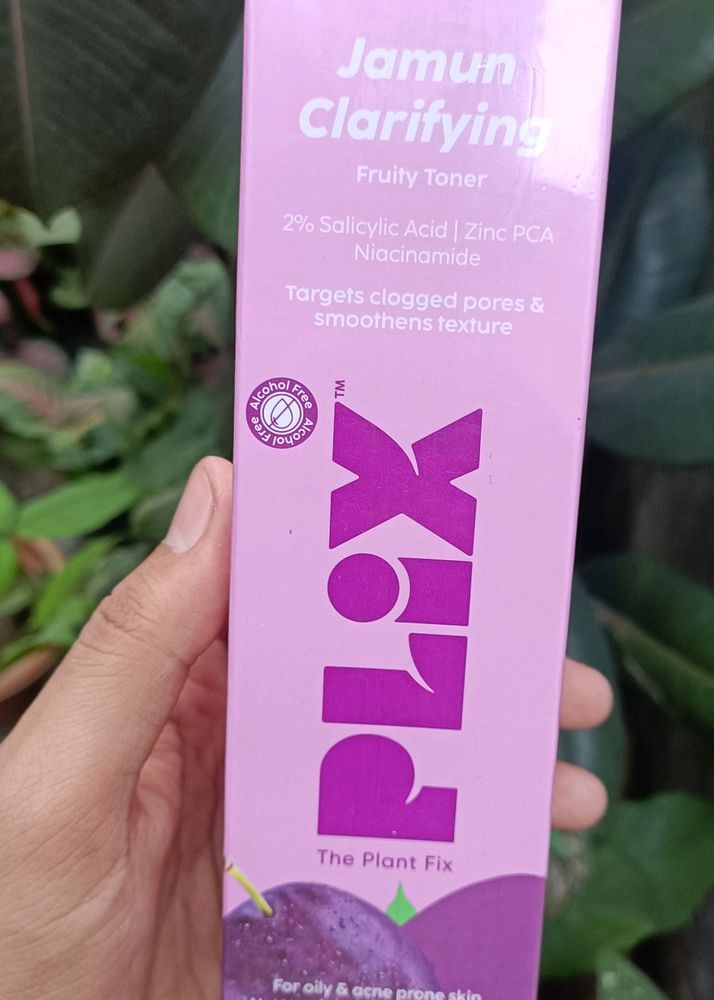 Jamun
Clarifying
Fruity Toner
2% Salicylic Acid | Zinc PCA
Niacinamide
Targets clogged pores &
smoothens texture
Alcohol Free Alcohol Free
PLiX™
The Plant Fix
For oily & acne prone skin